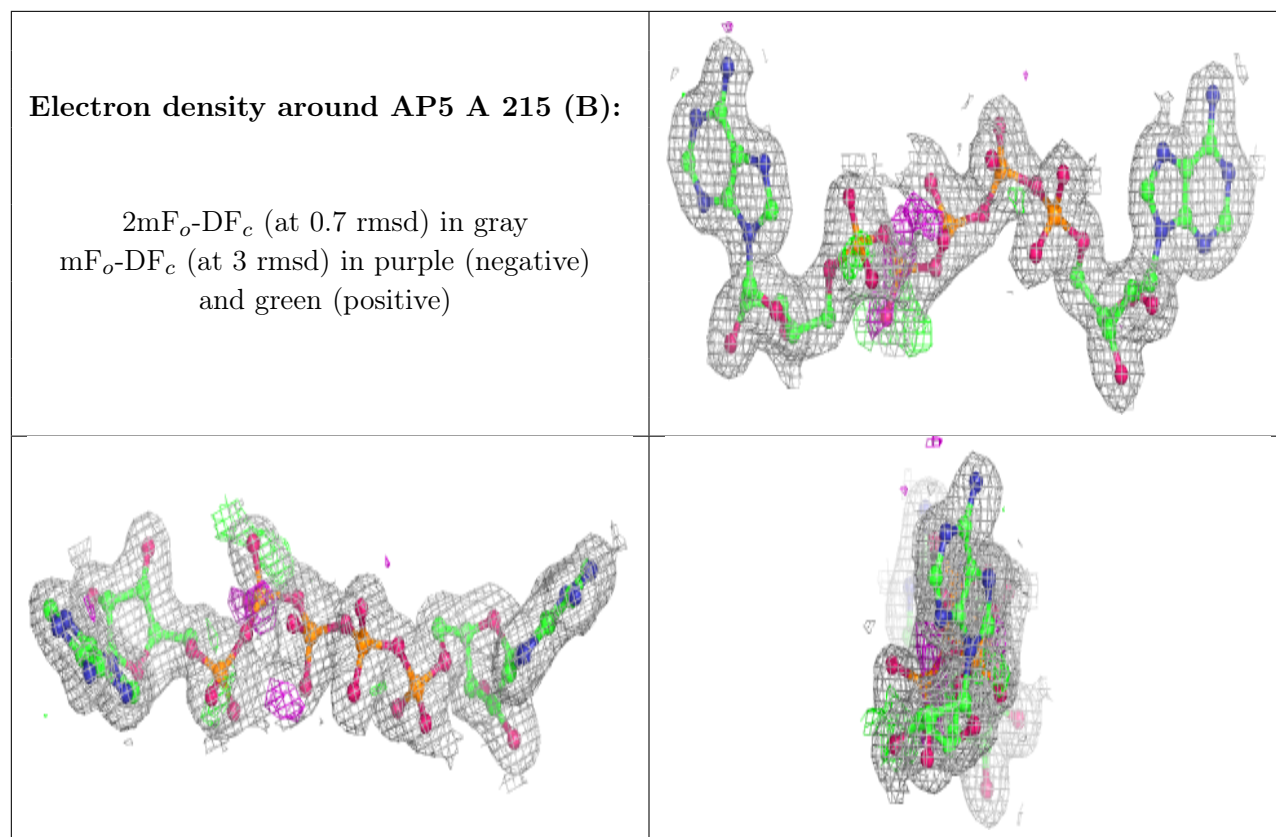 Electron density around AP5 A 215 (B):
2mFo-DFc (at 0.7 rmsd) in gray
mFo-DFc (at 3 rmsd) in purple (negative)
and green (positive)